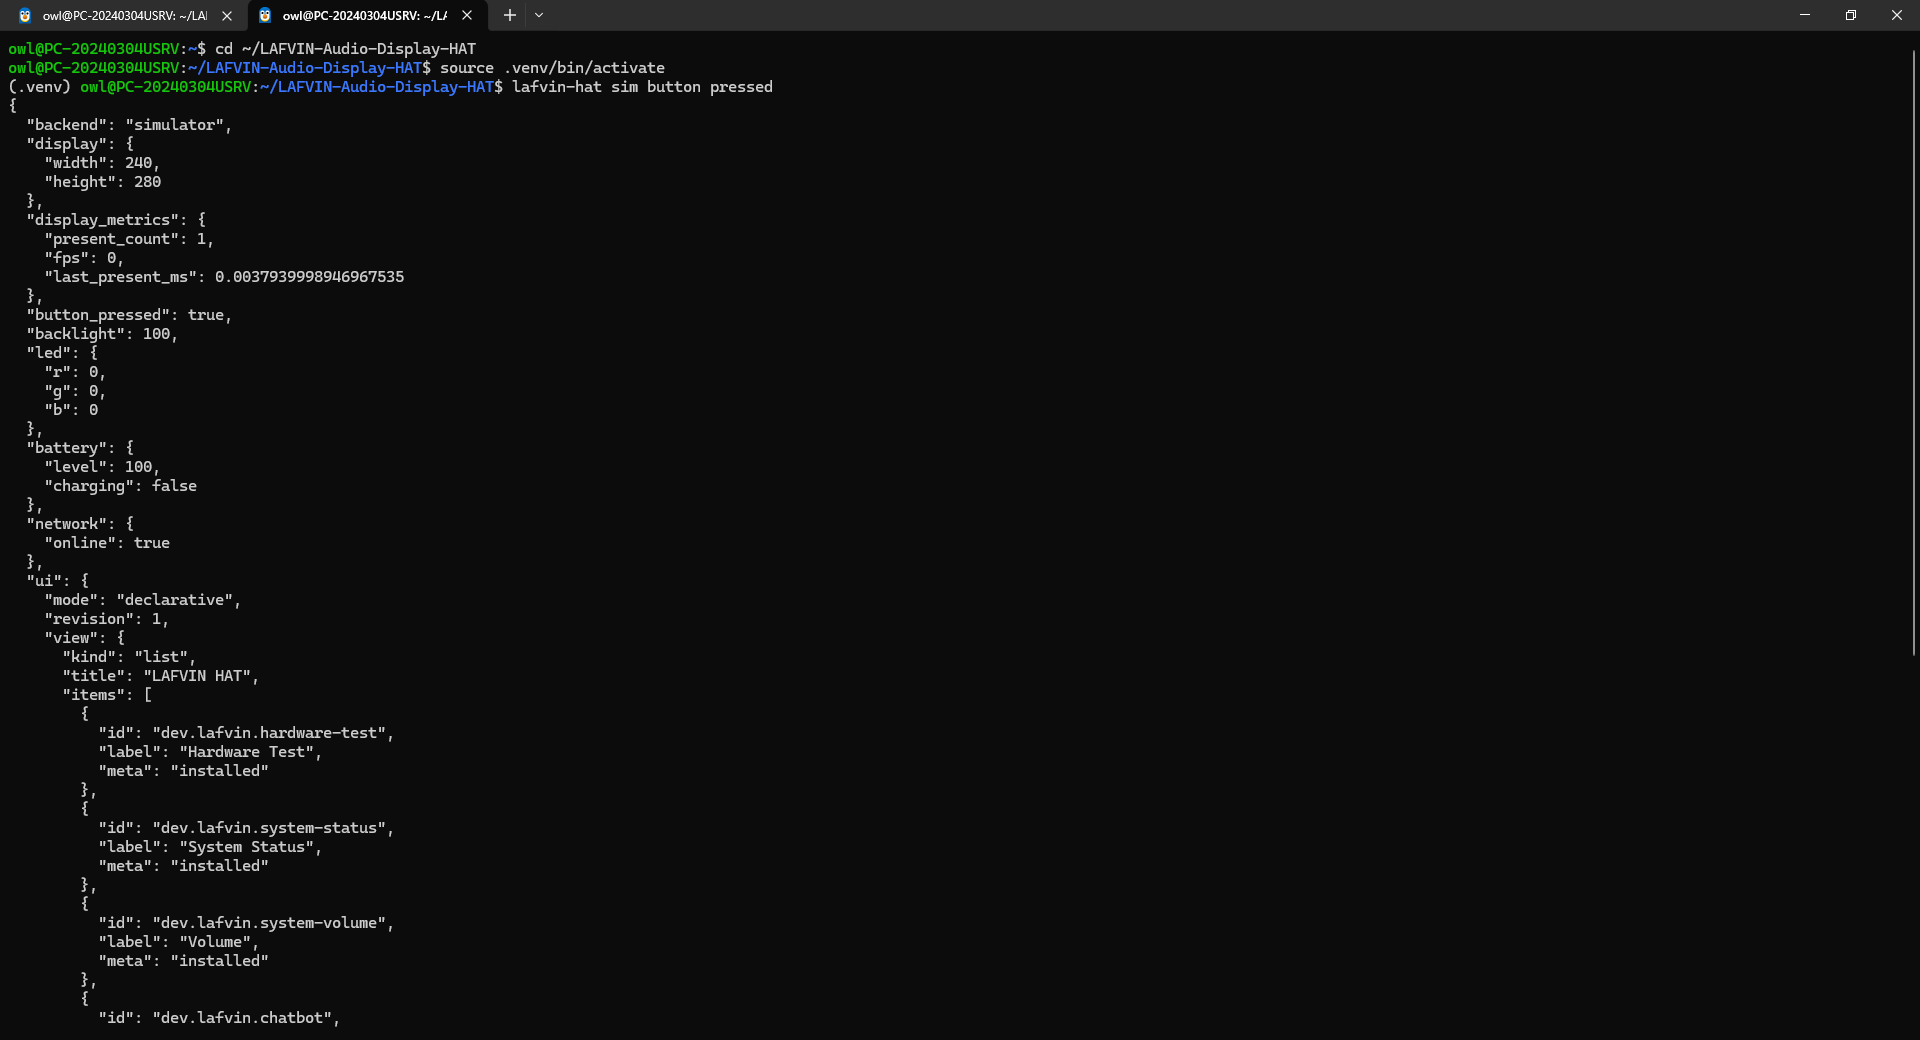 owl@PC-20240304USRV: ~/LAI
owl@PC-20240304USRV: ~/LA
owl@PC-20240304USRV:~$ cd ~/LAFVIN-Audio-Display-HAT
owl@PC-20240304USRV:~/LAFVIN-Audio-Display-HAT$ source .venv/bin/activate
(.venv) owl@PC-20240304USRV:~/LAFVIN-Audio-Display-HAT$ lafvin-hat sim button pressed
{
  "backend": "simulator",
  "display": {
    "width": 240,
    "height": 280
  },
  "display_metrics": {
    "present_count": 1,
    "fps": 0,
    "last_present_ms": 0.0037939998946967535
  },
  "button_pressed": true,
  "backlight": 100,
  "led": {
    "r": 0,
    "g": 0,
    "b": 0
  },
  "battery": {
    "level": 100,
    "charging": false
  },
  "network": {
    "online": true
  },
  "ui": {
    "mode": "declarative",
    "revision": 1,
    "view": {
      "kind": "list",
      "title": "LAFVIN HAT",
      "items": [
        {
          "id": "dev.lafvin.hardware-test",
          "label": "Hardware Test",
          "meta": "installed"
        },
        {
          "id": "dev.lafvin.system-status",
          "label": "System Status",
          "meta": "installed"
        },
        {
          "id": "dev.lafvin.system-volume",
          "label": "Volume",
          "meta": "installed"
        },
        {
          "id": "dev.lafvin.chatbot",